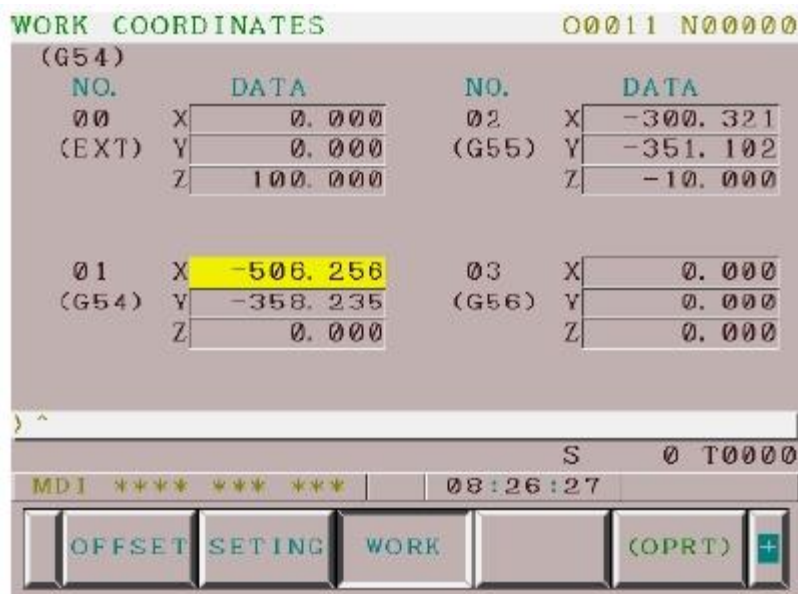 WORK COORDINATES O0011 N00000
(G54)
NO. DATA NO. DATA
00 X 0.000 02 X -300.321
(EXT) Y 0.000 (G55) Y -351.102
Z 100.000 Z -10.000
01 X -506.256 03 X 0.000
(G54) Y -358.235 (G56) Y 0.000
Z 0.000 Z 0.000
) ^
S 0 T0000
MDI **** *** *** 08:26:27
OFFSET SETING WORK (OPRT) +